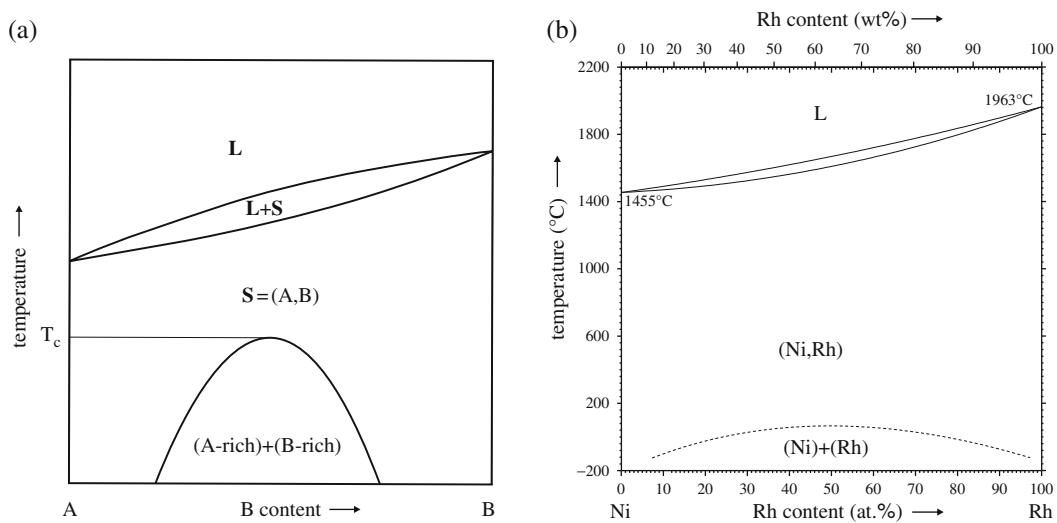 (a)
L
L+S
S=(A,B)
T_c
(A-rich)+(B-rich)
temperature →
A
B content →
B
(b)
Rh content (wt%) →
0 10 20 30 40 50 60 70 80 90 100
2200
1800
1400
1000
600
200
−200
temperature (°C) →
1963°C
L
1455°C
(Ni,Rh)
(Ni)+(Rh)
0 10 20 30 40 50 60 70 80 90 100
Ni
Rh content (at.%) →
Rh